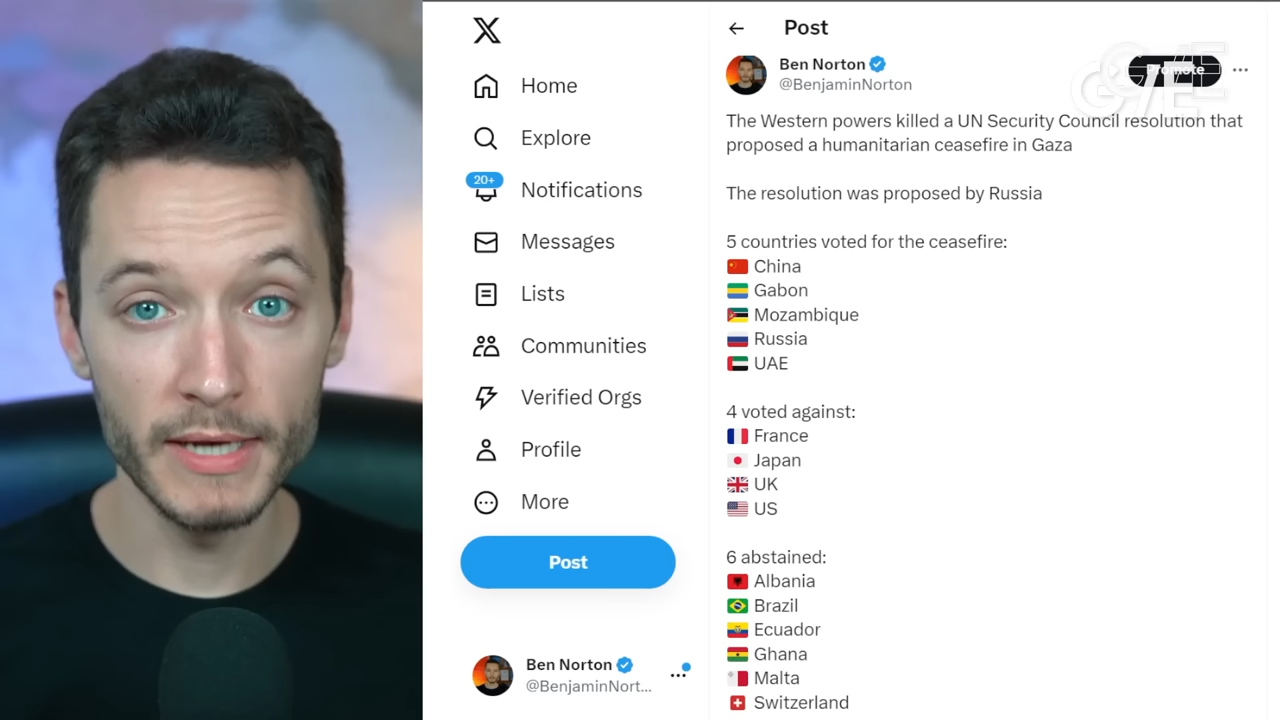 Home
Explore
20+
Notifications
Messages
Lists
Communities
Verified Orgs
Profile
More
Post
Ben Norton
@BenjaminNort...
Post
Ben Norton
@BenjaminNorton
Promote
The Western powers killed a UN Security Council resolution that
proposed a humanitarian ceasefire in Gaza
The resolution was proposed by Russia
5 countries voted for the ceasefire:
China
Gabon
Mozambique
Russia
UAE
4 voted against:
France
Japan
UK
US
6 abstained:
Albania
Brazil
Ecuador
Ghana
Malta
Switzerland